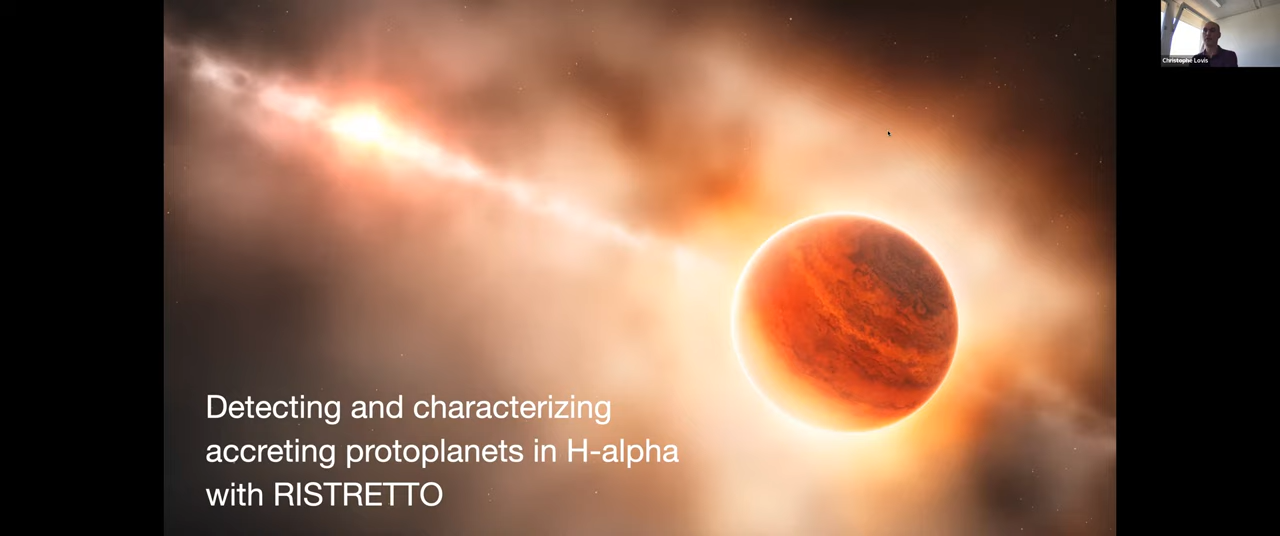 Christophe Lovis
Detecting and characterizing
accreting protoplanets in H-alpha
with RISTRETTO